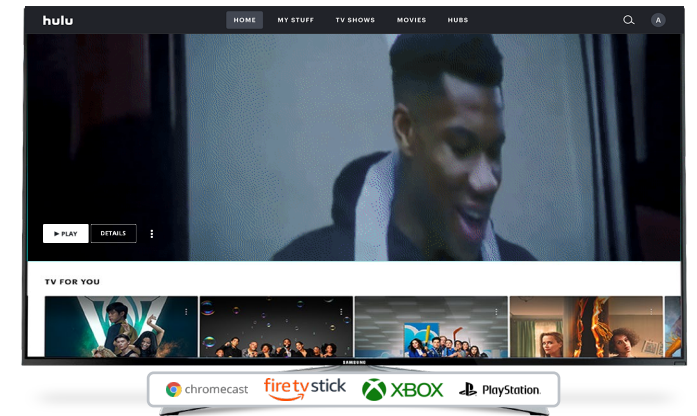 hulu
HOME MY STUFF TV SHOWS MOVIES HUBS
A
PLAY DETAILS
TV FOR YOU
SAMSUNG
chromecast fire tv stick XBOX PlayStation